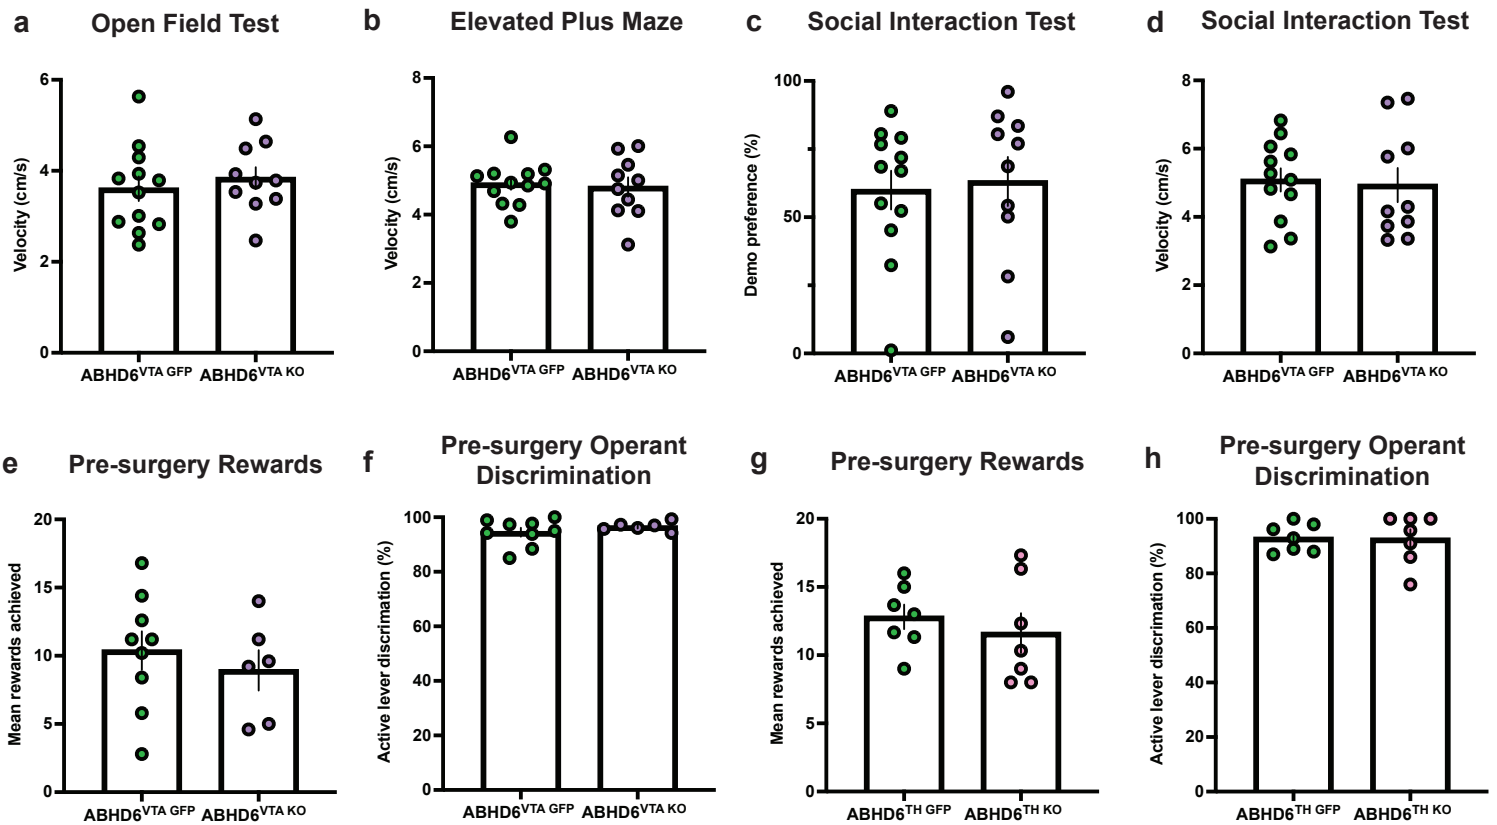 a Open Field Test
Velocity (cm/s)
6
4
2
0
ABHD6VTA GFP ABHD6VTA KO
b Elevated Plus Maze
Velocity (cm/s)
8
6
4
2
0
ABHD6VTA GFP ABHD6VTA KO
c Social Interaction Test
Demo preference (%)
100
50
0
ABHD6VTA GFP ABHD6VTA KO
d Social Interaction Test
Velocity (cm/s)
8
6
4
2
0
ABHD6VTA GFP ABHD6VTA KO
e Pre-surgery Rewards
Mean rewards achieved
20
15
10
5
0
ABHD6VTA GFP ABHD6VTA KO
f Pre-surgery Operant
Discrimination
Active lever discrimation (%)
100
80
60
40
20
0
ABHD6VTA GFP ABHD6VTA KO
g Pre-surgery Rewards
Mean rewards achieved
20
15
10
5
0
ABHD6TH GFP ABHD6TH KO
h Pre-surgery Operant
Discrimination
Active lever discrimation (%)
100
80
60
40
20
0
ABHD6TH GFP ABHD6TH KO